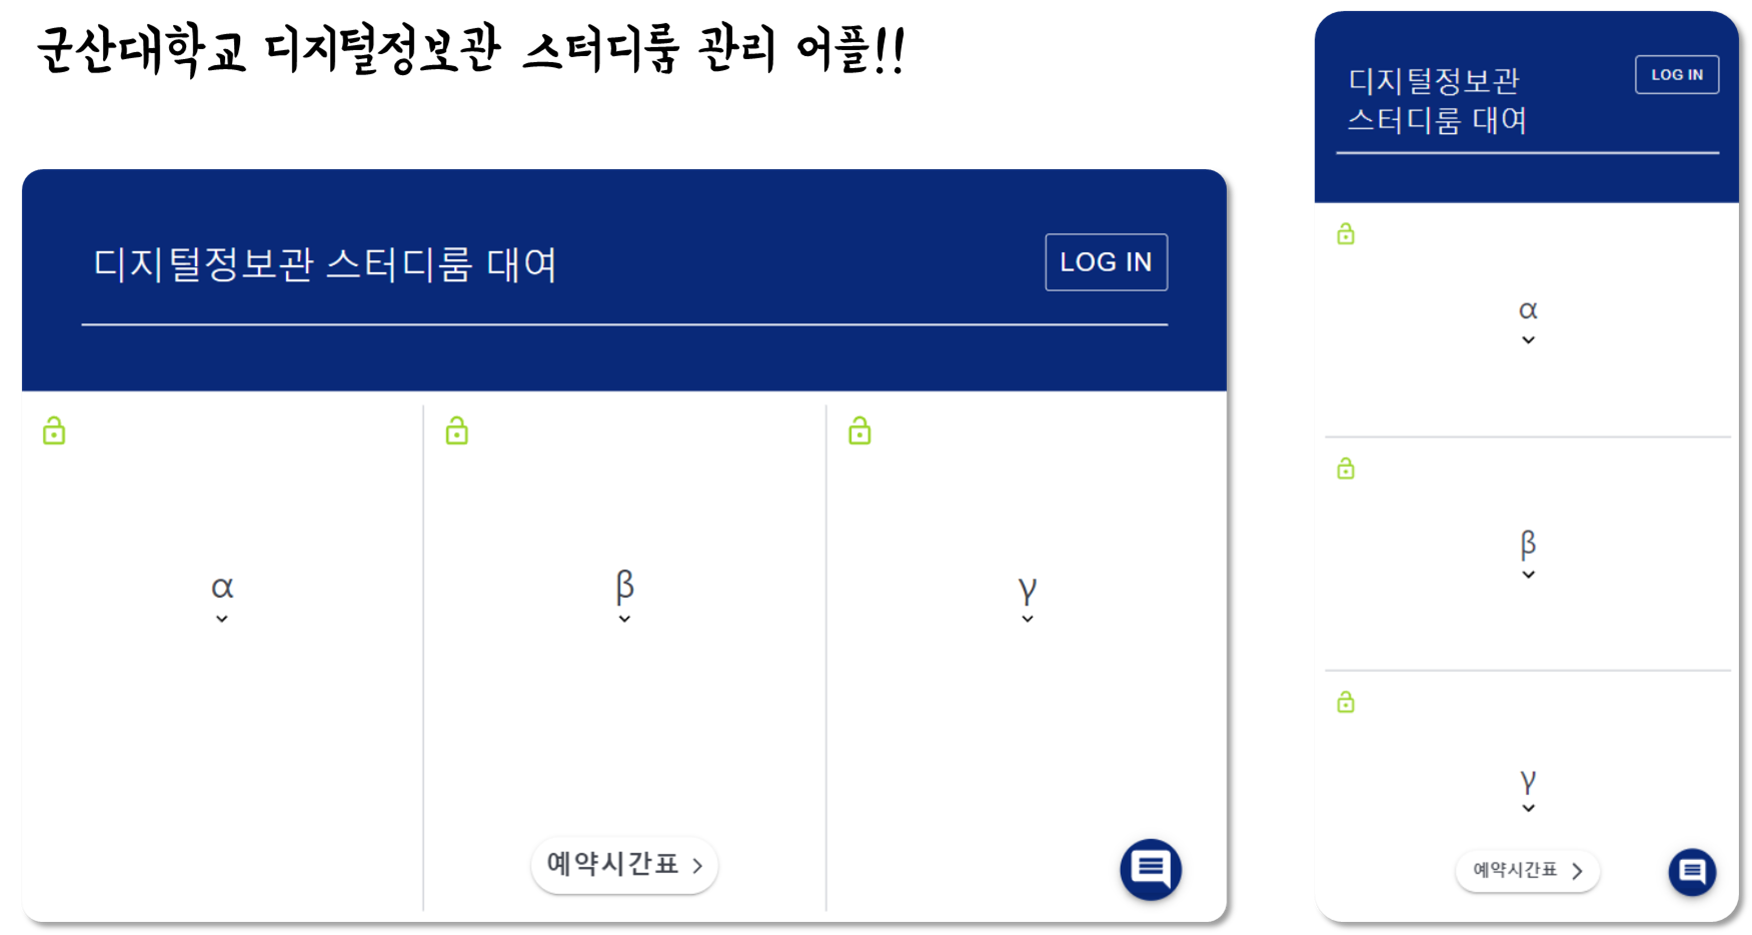 군산대학교 디지털정보관 스터디룸 관리 어플!!
디지털정보관 스터디룸 대여
LOG IN
α
β
γ
예약시간표
디지털정보관
스터디룸 대여
LOG IN
α
β
γ
예약시간표